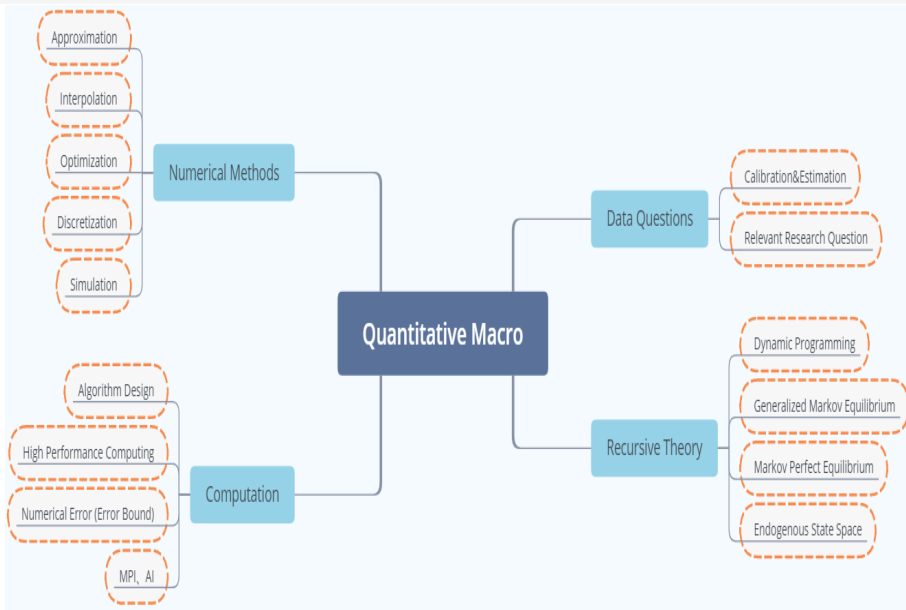 Quantitative Macro
Numerical Methods
Approximation
Interpolation
Optimization
Discretization
Simulation
Computation
Algorithm Design
High Performance Computing
Numerical Error (Error Bound)
MPI、AI
Data Questions
Calibration&Estimation
Relevant Research Question
Recursive Theory
Dynamic Programming
Generalized Markov Equilibrium
Markov Perfect Equilibrium
Endogenous State Space